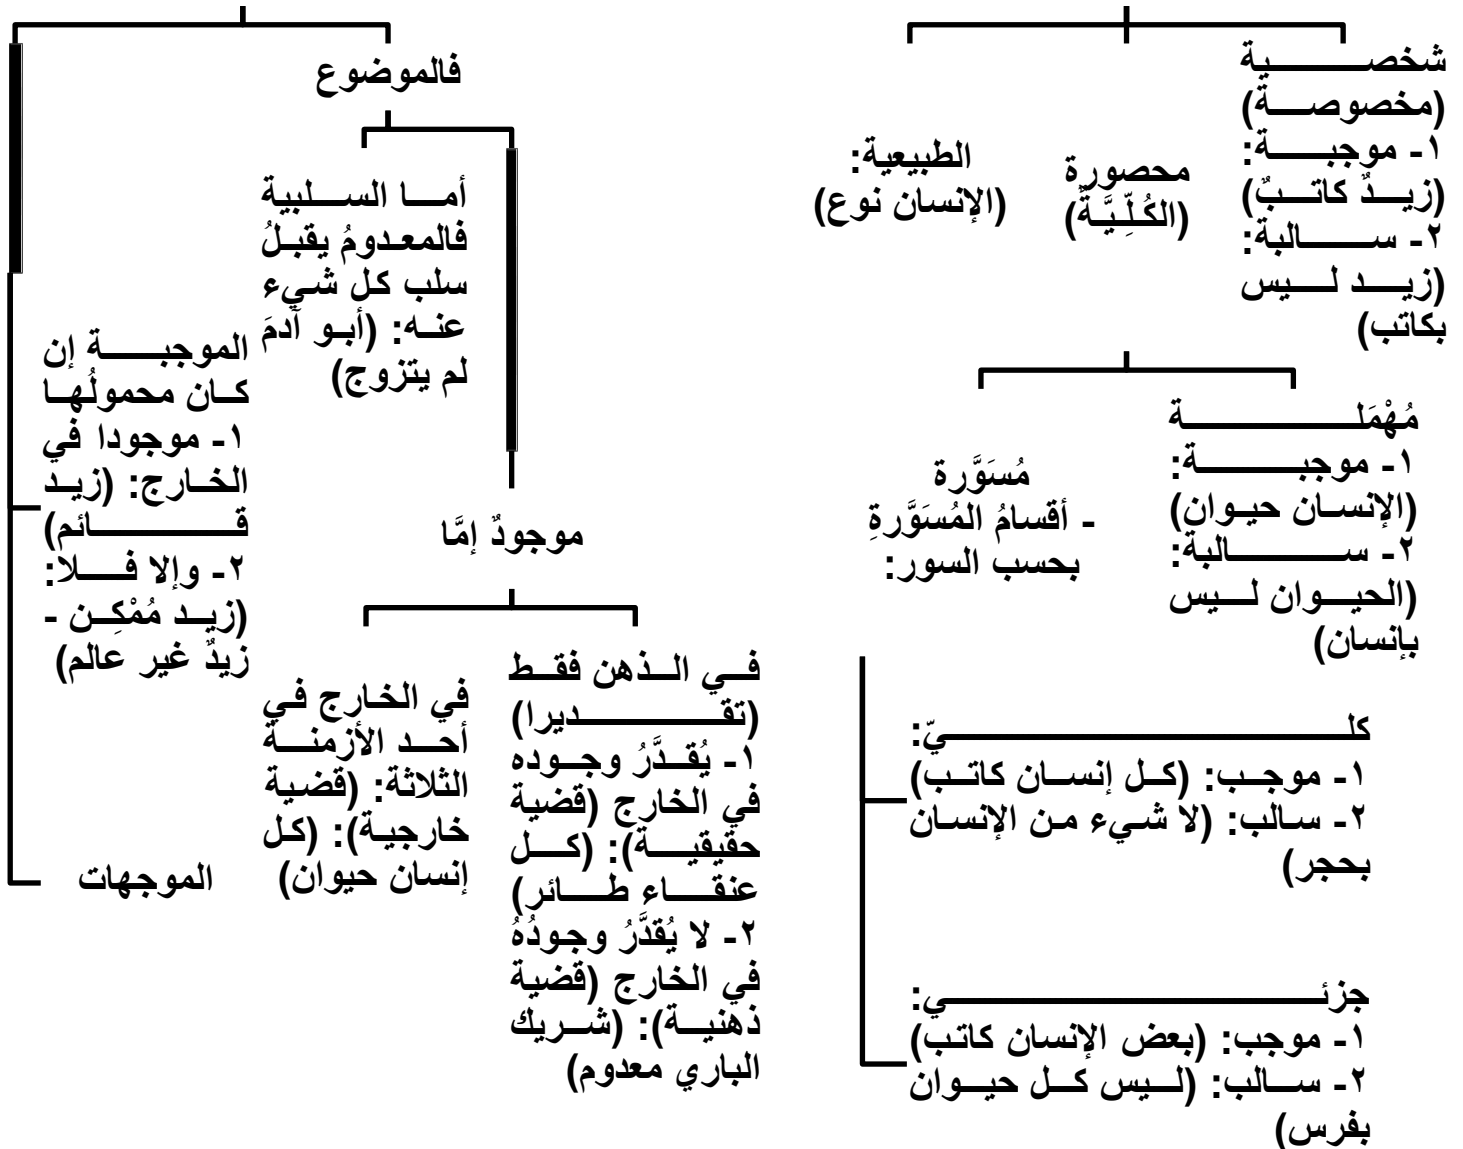 شخصية
(مخصوصة)
١- موجبة:
(زيدٌ كاتبٌ)
٢- سالبة:
(زيد ليس
بكاتب)
محصورة
(الكُلِّيَّةُ)
الطبيعية:
(الإنسان نوع)
مُهْمَلة
١- موجبة:
(الإنسان حيوان)
٢- سالبة:
(الحيوان ليس
بإنسان)
مُسَوَّرة
- أقسامُ المُسَوَّرةِ
بحسب السور:
كليّ:
١- موجب: (كل إنسان كاتب)
٢- سالب: (لا شيء من الإنسان
بحجر)
جزئي:
١- موجب: (بعض الإنسان كاتب)
٢- سالب: (ليس كل حيوان
بفرس)
فالموضوع
أما السلبية
فالمعدومُ يقبلُ
سلب كل شيء
عنه: (أبو آدمَ
لم يتزوج)
موجودٌ إمَّا
في الذهن فقط
(تقديرا)
١- يُقدَّرُ وجوده
في الخارج (قضية
حقيقية): (كل
عنقاء طائر)
٢- لا يُقدَّرُ وجودُهُ
في الخارج (قضية
ذهنية): (شريك
الباري معدوم)
في الخارج في
أحد الأزمنة
الثلاثة: (قضية
خارجية): (كل
إنسان حيوان)
الموجبة إن
كان محمولُها
١- موجودا في
الخارج: (زيد
قائم)
٢- وإلا فلا:
(زيد مُمْكِن -
زيدٌ غير عالم)
الموجهات